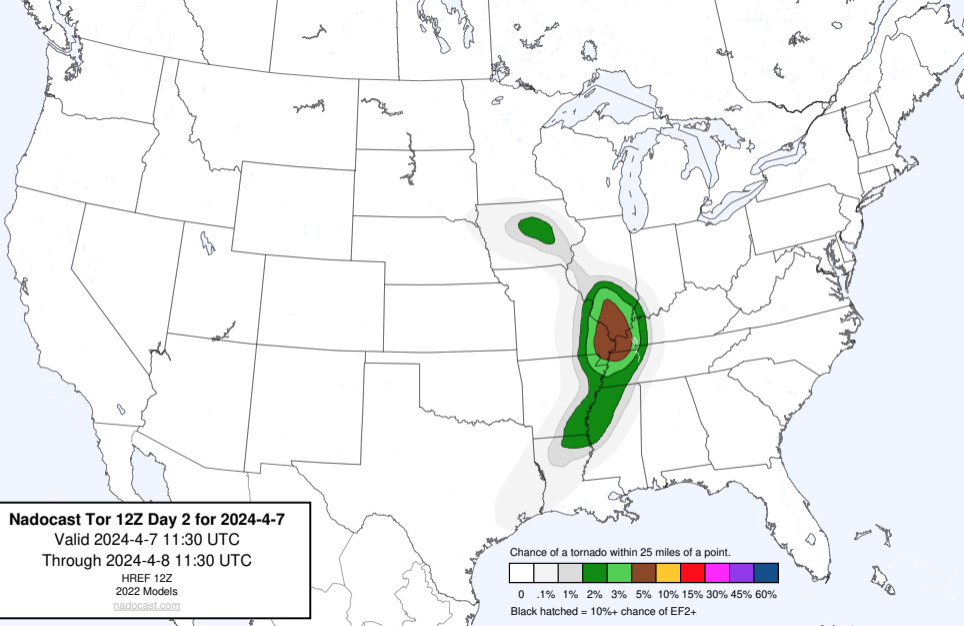 Nadocast Tor 12Z Day 2 for 2024-4-7
Valid 2024-4-7 11:30 UTC
Through 2024-4-8 11:30 UTC
HREF 12Z
2022 Models
nadocast.com
Chance of a tornado within 25 miles of a point.
0 .1% 1% 2% 3% 5% 10% 15% 30% 45% 60%
Black hatched = 10%+ chance of EF2+